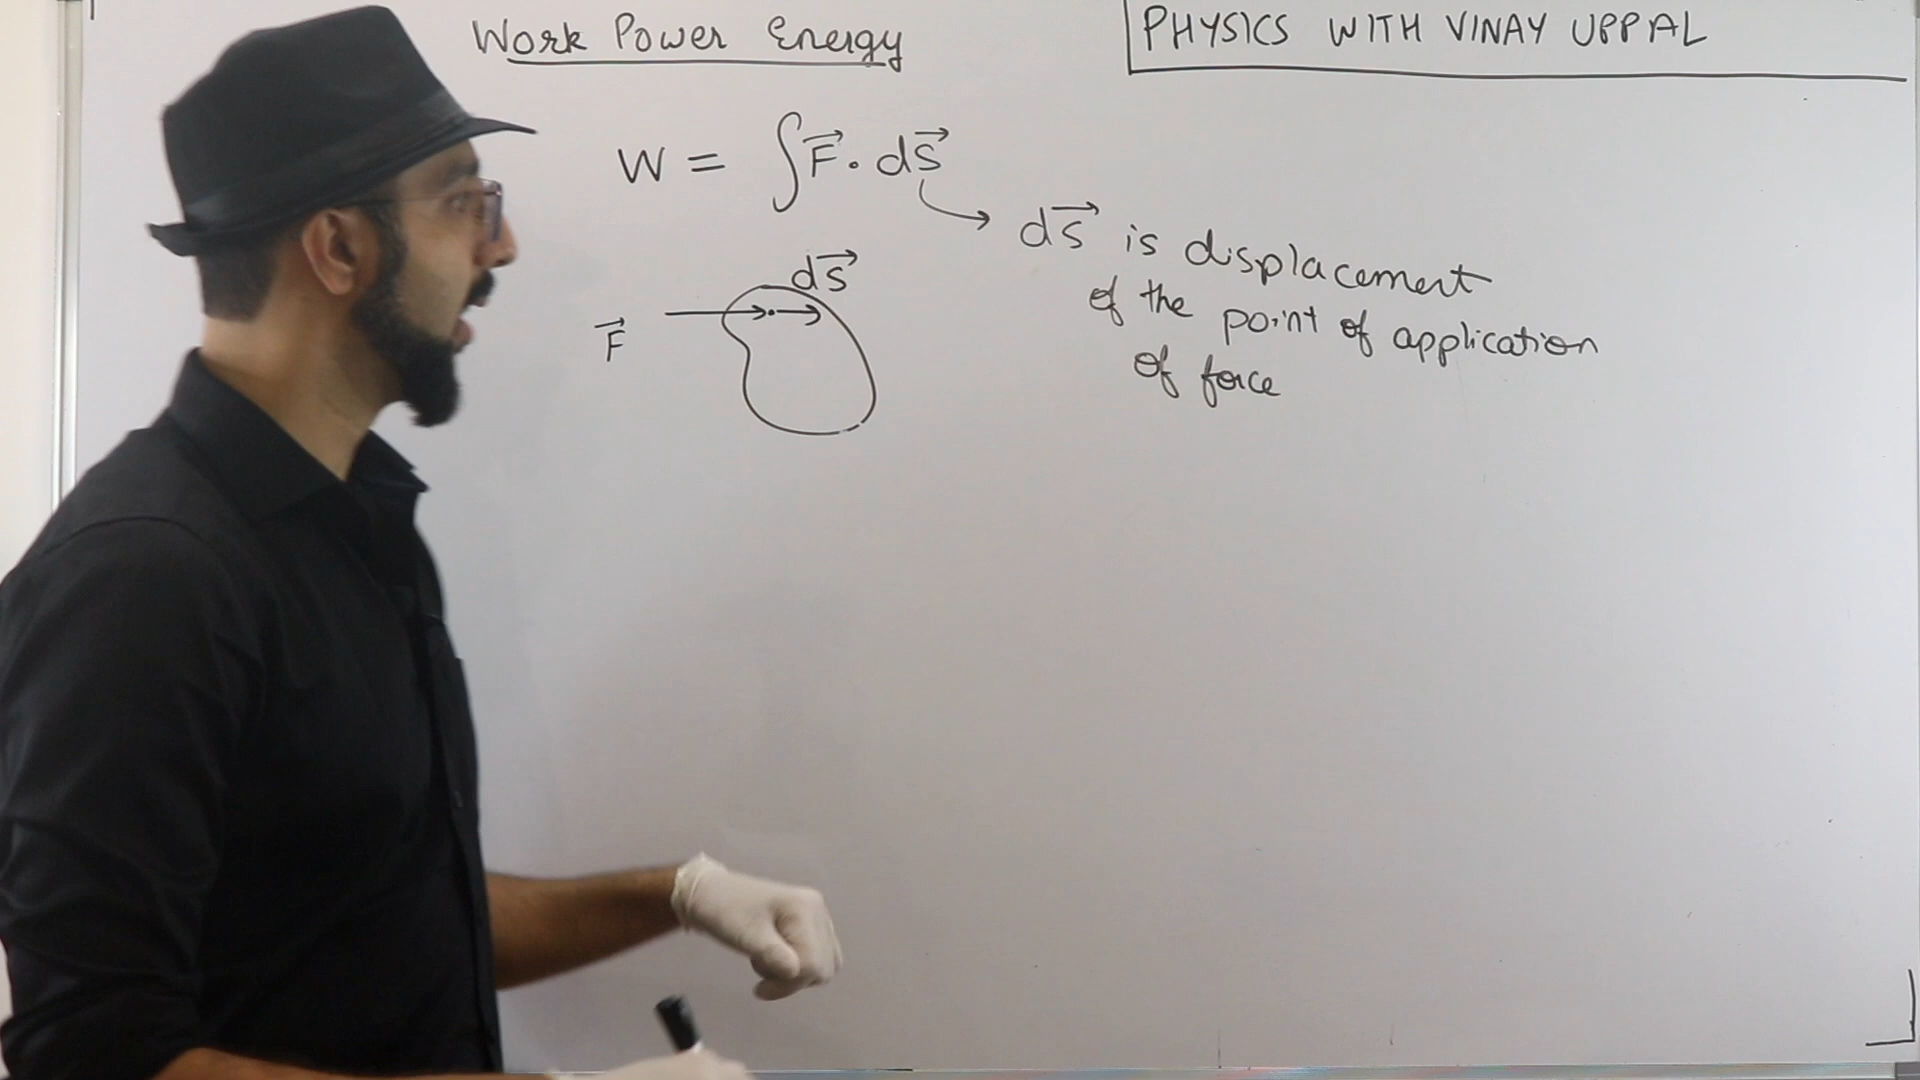 Work Power Energy
PHYSICS WITH VINAY UPPAL
W = ∫F⃗ · ds⃗
ds⃗ is displacement
of the point of application
of force
ds⃗
F⃗